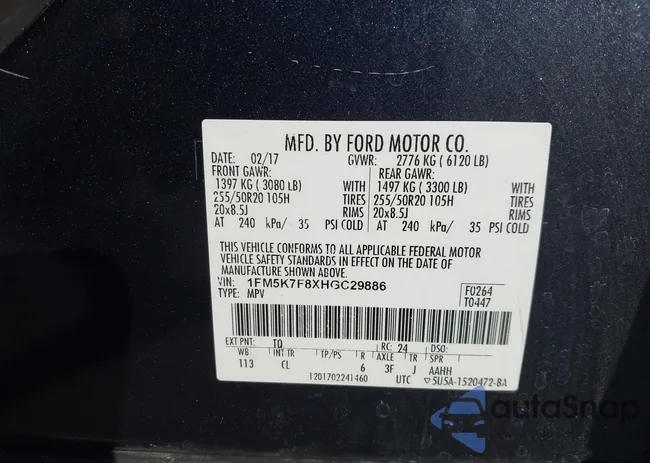 MFD. BY FORD MOTOR CO.
DATE: 02/17 GVWR: 2776 KG ( 6120 LB)
FRONT GAWR: REAR GAWR:
1397 KG ( 3080 LB) WITH 1497 KG ( 3300 LB) WITH
255/50R20 105H TIRES 255/50R20 105H TIRES
20x8.5J RIMS 20x8.5J RIMS
AT 240 kPa/ 35 PSI COLD AT 240 kPa/ 35 PSI COLD
THIS VEHICLE CONFORMS TO ALL APPLICABLE FEDERAL MOTOR
VEHICLE SAFETY STANDARDS IN EFFECT ON THE DATE OF
MANUFACTURE SHOWN ABOVE.
VIN: 1FM5K7F8XHGC29886 F0264
TYPE: MPV T0447
EXT PNT: TQ RC: 24 DSO:
WB INT TR TP/PS R AXLE TR SPR
113 CL 6 3F J AAHH
1201702241460 UTC ▽5U5A-1520472-BA
autoSnap